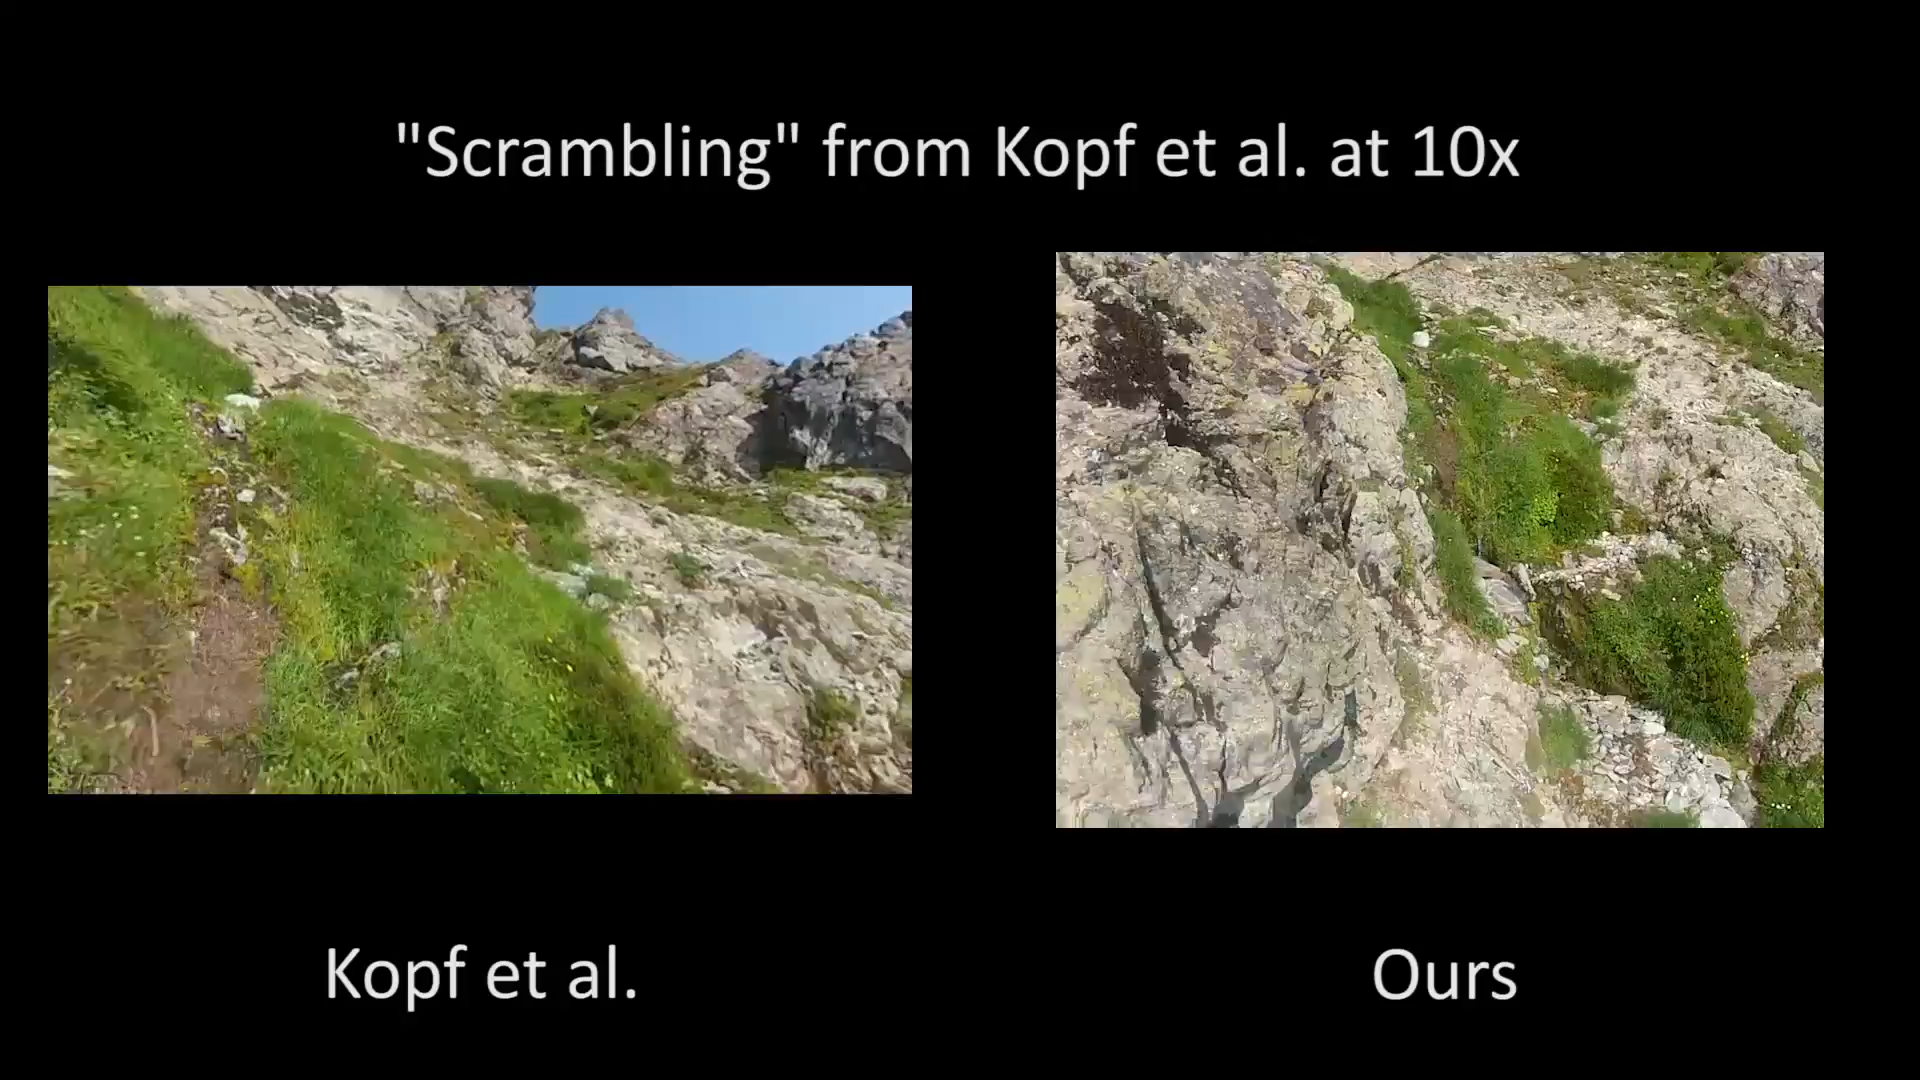 "Scrambling" from Kopf et al. at 10x
Kopf et al.
Ours